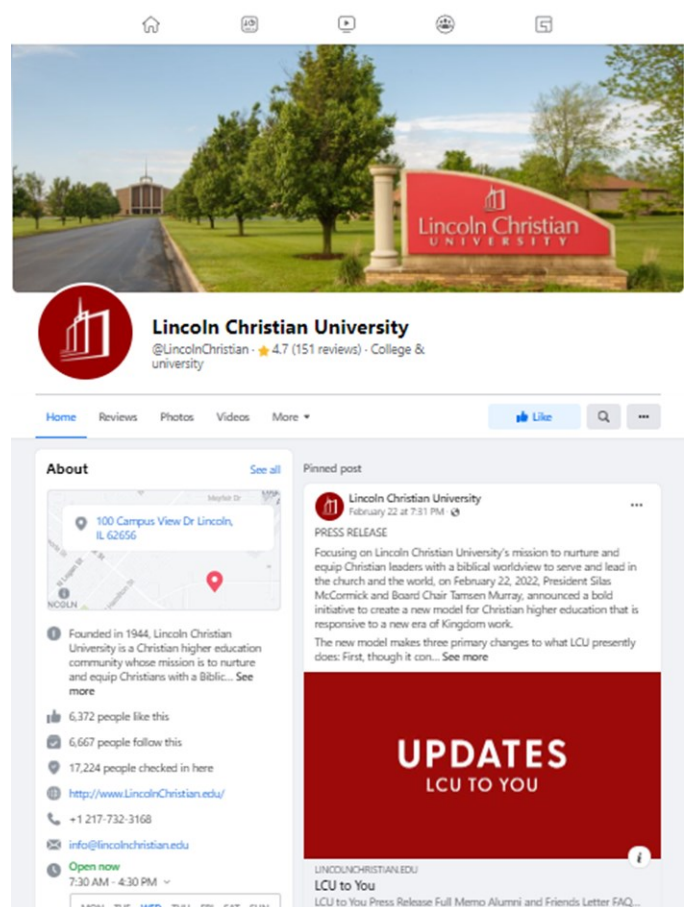 Lincoln Christian
UNIVERSITY
Lincoln Christian University
@LincolnChristian · 4.7 (151 reviews) · College &
university
Home Reviews Photos Videos More
Like
About
See all
Mayfair Dr
100 Campus View Dr Lincoln,
IL 62656
NCOLN
Founded in 1944, Lincoln Christian
University is a Christian higher education
community whose mission is to nurture
and equip Christians with a Biblic... See
more
6,372 people like this
6,667 people follow this
17,224 people checked in here
http://www.LincolnChristian.edu/
+1 217-732-3168
info@lincolnchristian.edu
Open now
7:30 AM - 4:30 PM
MON TUE WED THU FRI SAT SUN
Pinned post
Lincoln Christian University
February 22 at 7:31 PM ·
PRESS RELEASE
Focusing on Lincoln Christian University's mission to nurture and
equip Christian leaders with a biblical worldview to serve and lead in
the church and the world, on February 22, 2022, President Silas
McCormick and Board Chair Tamsen Murray, announced a bold
initiative to create a new model for Christian higher education that is
responsive to a new era of Kingdom work.
The new model makes three primary changes to what LCU presently
does: First, though it con... See more
UPDATES
LCU TO YOU
LINCOLNCHRISTIAN.EDU
LCU to You
LCU to You Press Release Full Memo Alumni and Friends Letter FAQ...